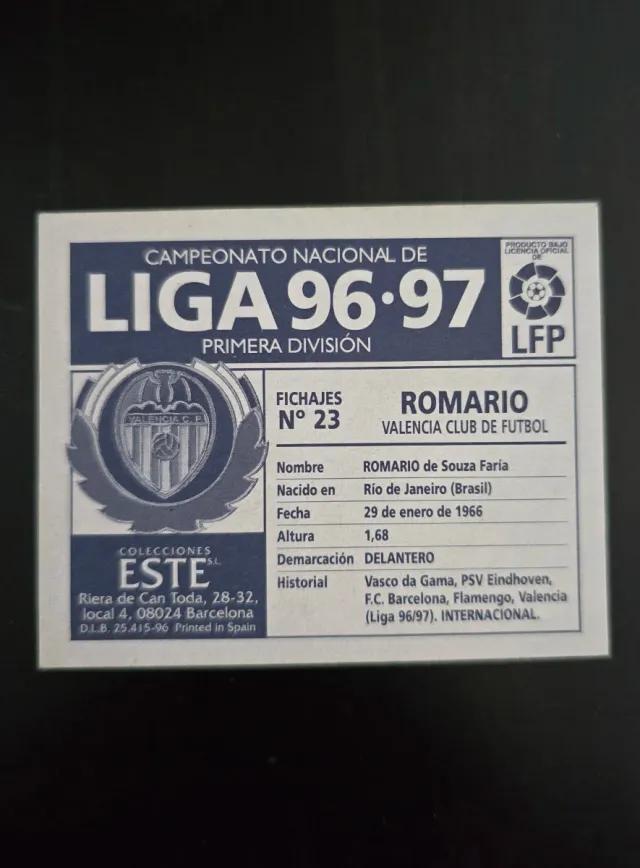 CAMPEONATO NACIONAL DE
LIGA 96·97
PRIMERA DIVISIÓN
PRODUCTO BAJO
LICENCIA OFICIAL
DE
LFP
VALENCIA C.F.
FICHAJES
Nº 23
ROMARIO
VALENCIA CLUB DE FUTBOL
Nombre ROMARIO de Souza Faría
Nacido en Río de Janeiro (Brasil)
Fecha 29 de enero de 1966
Altura 1,68
Demarcación DELANTERO
Historial Vasco da Gama, PSV Eindhoven,
F.C. Barcelona, Flamengo, Valencia
(Liga 96/97). INTERNACIONAL.
COLECCIONES
ESTE S.L.
Riera de Can Toda, 28-32,
local 4, 08024 Barcelona
D.L.B. 25.415-96 Printed in Spain